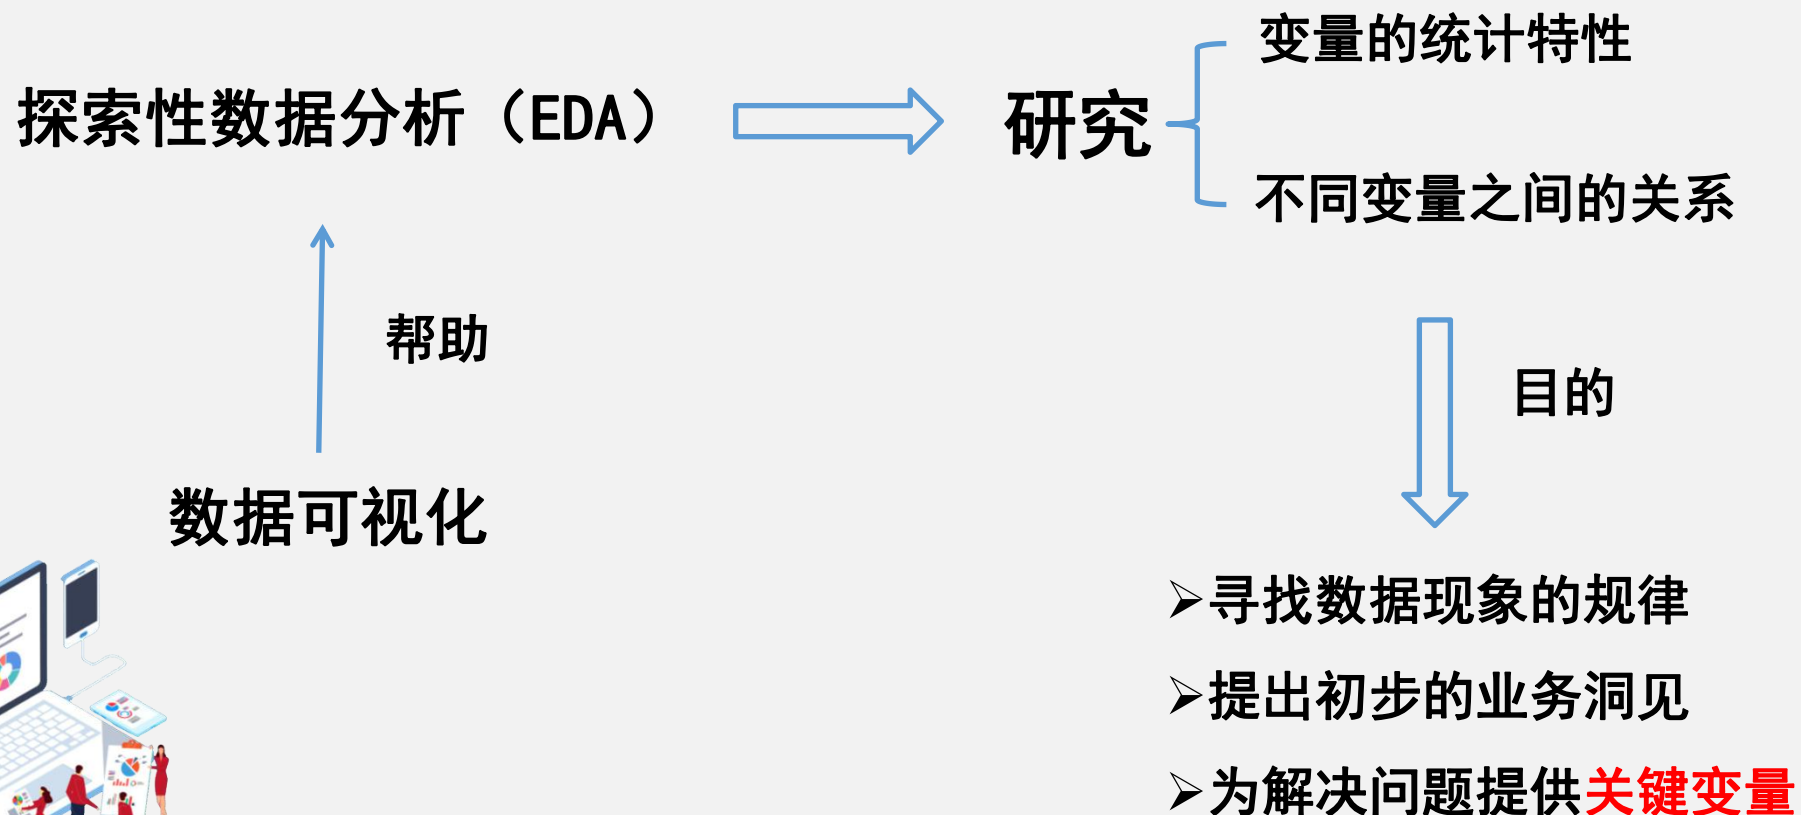 变量的统计特性
探索性数据分析（EDA）
研究
不同变量之间的关系
帮助
目的
数据可视化
寻找数据现象的规律
提出初步的业务洞见
为解决问题提供关键变量